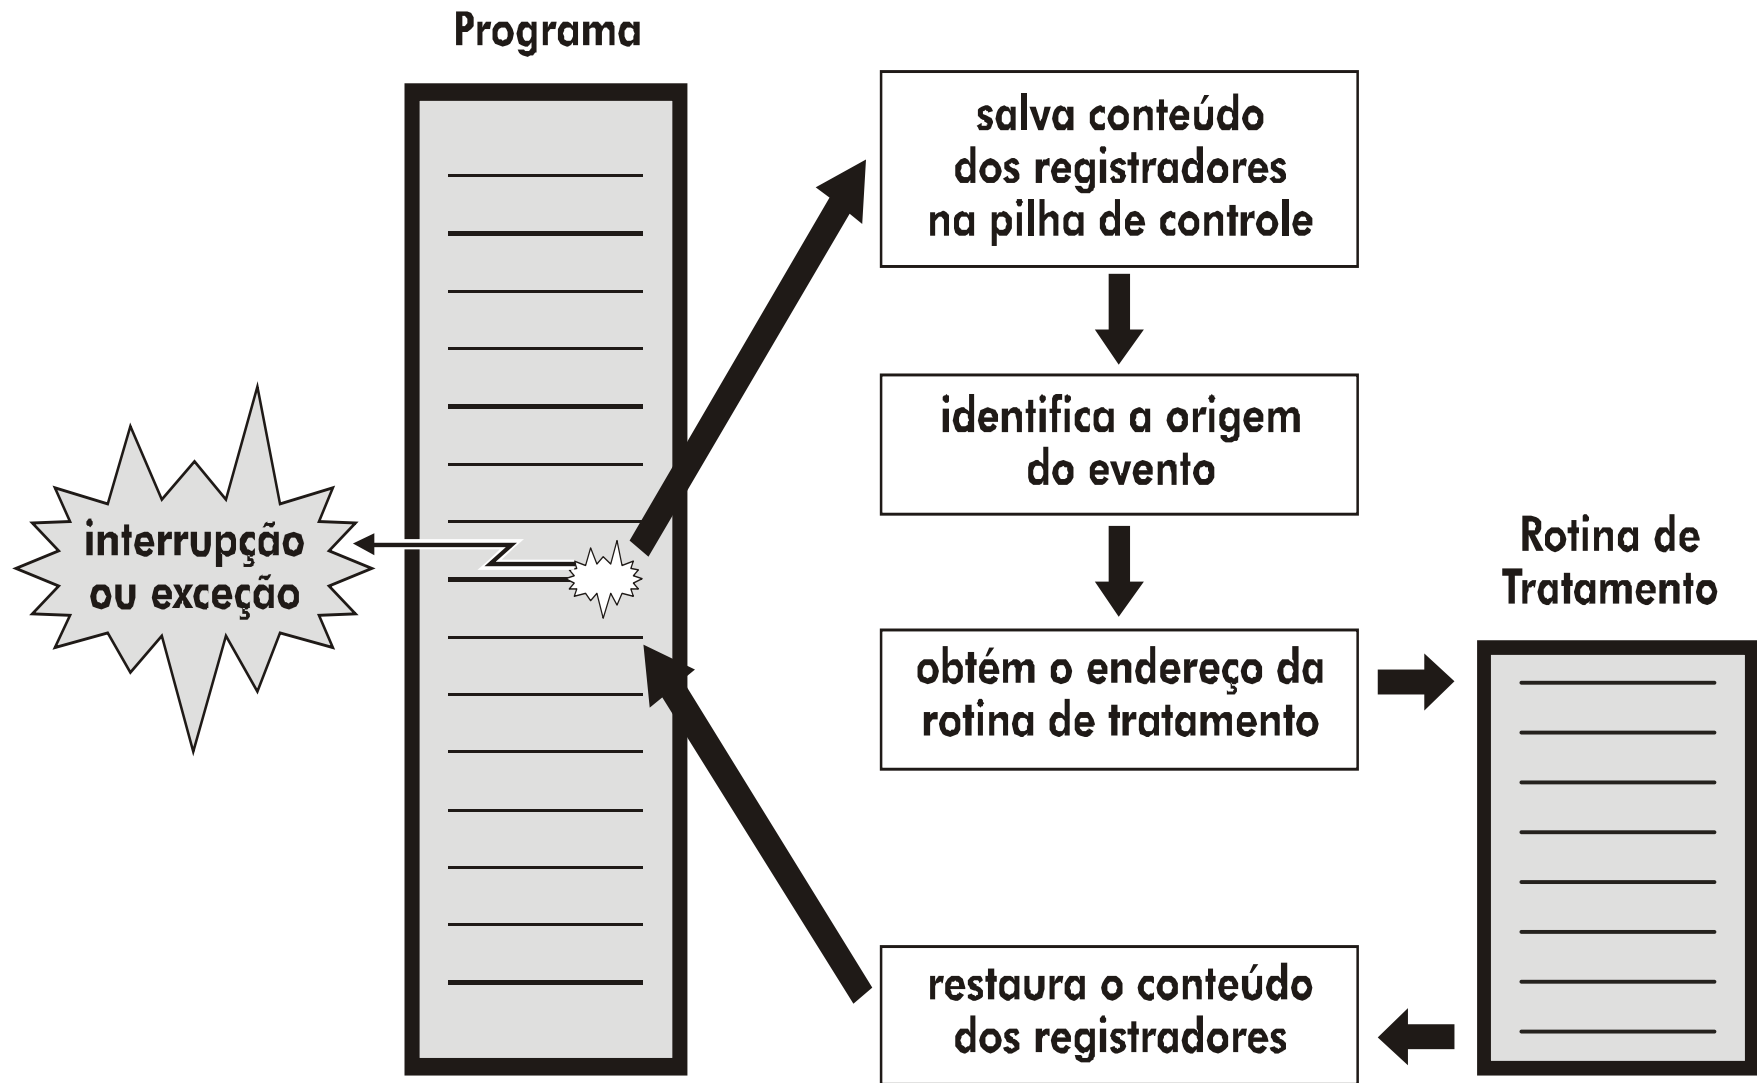 Programa
salva conteúdo
dos registradores
na pilha de controle
identifica a origem
do evento
interrupção
ou exceção
Rotina de
Tratamento
obtém o endereço da
rotina de tratamento
restaura o conteúdo
dos registradores